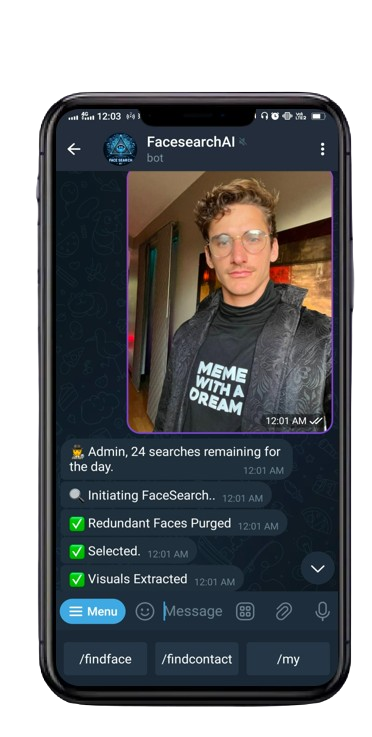 12:03
FacesearchAI
bot
FACE SEARCH
MEME
WITH A
DREAM
12:01 AM
Admin, 24 searches remaining for
the day. 12:01 AM
Initiating FaceSearch.. 12:01 AM
Redundant Faces Purged 12:01 AM
Selected. 12:01 AM
Visuals Extracted 12:01 AM
Menu Message
/findface /findcontact /my